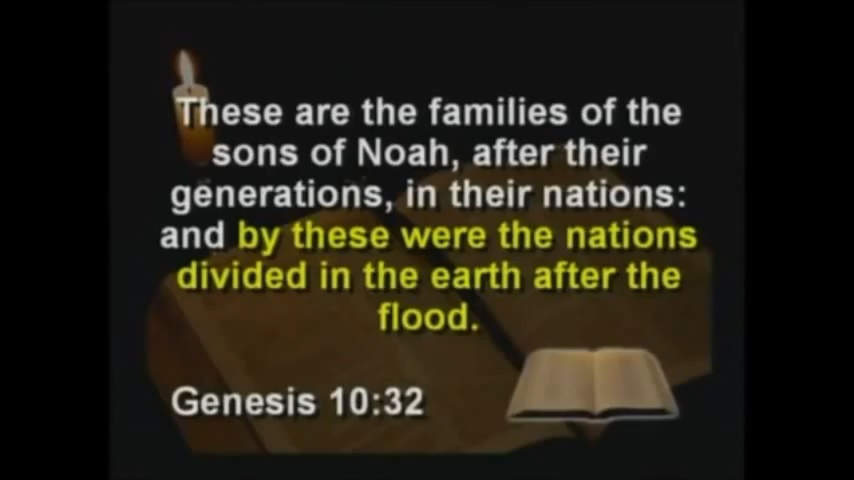 These are the families of the
sons of Noah, after their
generations, in their nations:
and by these were the nations
divided in the earth after the
flood.
Genesis 10:32